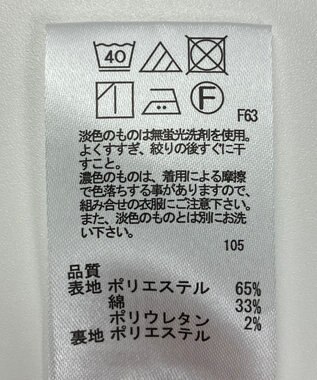 40
F
F63
淡色のものは無蛍光洗剤を使用。
よくすすぎ、絞りの後すぐに干
すこと。
濃色のものは、着用による摩擦
で色落ちする事がありますので、
組み合せの衣服にご注意下さい。
また、淡色のものとは別にお洗
い下さい。
105
品質
表地 ポリエステル 65%
綿 33%
ポリウレタン 2%
裏地 ポリエステル